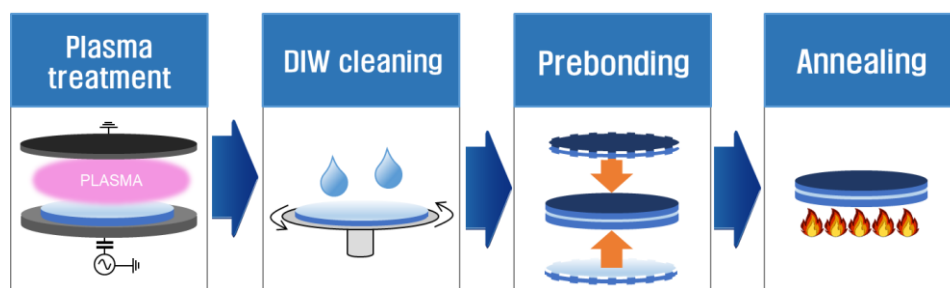 Plasma
treatment
DIW cleaning
Prebonding
Annealing
PLASMA